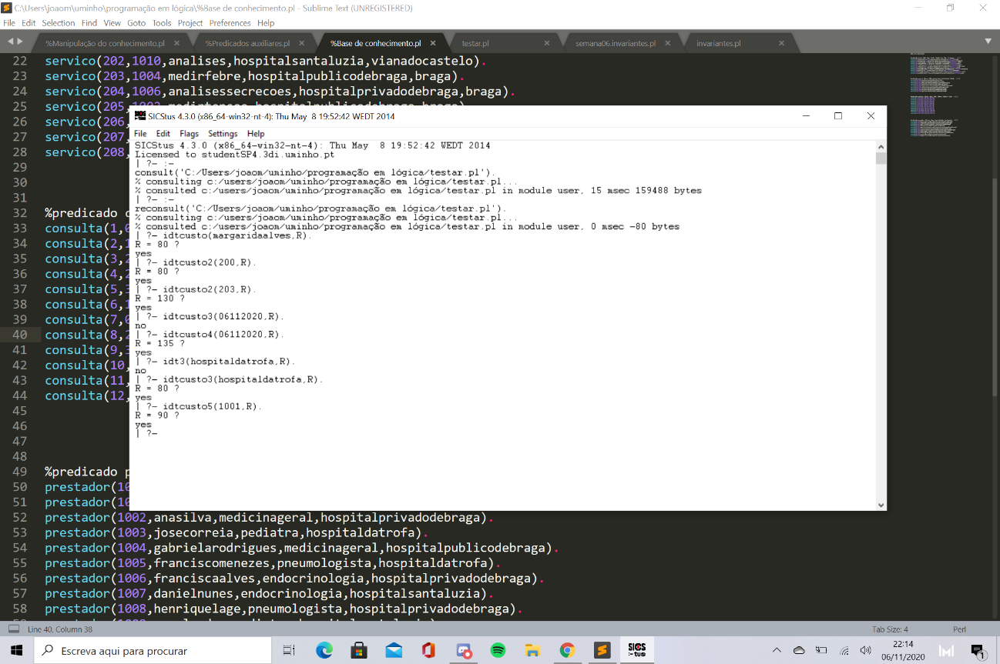 C:\Users\joaom\uminho\programação em lógica\%Base de conhecimento.pl - Sublime Text (UNREGISTERED)
File Edit Selection Find View Goto Tools Project Preferences Help
%Manipulação do conhecimento.pl %Predicados auxiliares.pl %Base de conhecimento.pl testar.pl semana06.invariantes.pl invariantes.pl
22 servico(202,1010,analises,hospitalsantaluzia,vianadocastelo).
23 servico(203,1004,medirfebre,hospitalpublicodebraga,braga).
24 servico(204,1006,analisessecrecoes,hospitalprivadodebraga,braga).
25 servico(205,1003,medirtensao,hospitalpublicodebraga,braga).
26 servico(206,
27 servico(207,
28 servico(208,
29
30
31
32 %predicado c
33 consulta(1,0
34 consulta(2,1
35 consulta(3,2
36 consulta(4,2
37 consulta(5,3
38 consulta(6,1
39 consulta(7,0
40 consulta(8,2
41 consulta(9,3
42 consulta(10,
43 consulta(11,
44 consulta(12,
45
46
47
48
49 %predicado p
50 prestador(10
51 prestador(10
52 prestador(1002,anasilva,medicinageral,hospitalprivadodebraga).
53 prestador(1003,josecorreia,pediatra,hospitaldatrofa).
54 prestador(1004,gabrielarodrigues,medicinageral,hospitalpublicodebraga).
55 prestador(1005,franciscomenezes,pneumologista,hospitaldatrofa).
56 prestador(1006,franciscaalves,endocrinologia,hospitalprivadodebraga).
57 prestador(1007,danielnunes,endocrinologia,hospitalsantaluzia).
58 prestador(1008,henriquelage,pneumologista,hospitalprivadodebraga).
SICStus 4.3.0 (x86_64-win32-nt-4): Thu May 8 19:52:42 WEDT 2014
File Edit Flags Settings Help
SICStus 4.3.0 (x86_64-win32-nt-4): Thu May 8 19:52:42 WEDT 2014
Licensed to studentSP4.3di.uminho.pt
| ?- :-
consult('C:/Users/joaom/uminho/programação em lógica/testar.pl').
% consulting c:/users/joaom/uminho/programação em lógica/testar.pl...
% consulted c:/users/joaom/uminho/programação em lógica/testar.pl in module user, 15 msec 159488 bytes
| ?- :-
reconsult('C:/Users/joaom/uminho/programação em lógica/testar.pl').
% consulting c:/users/joaom/uminho/programação em lógica/testar.pl...
% consulted c:/users/joaom/uminho/programação em lógica/testar.pl in module user, 0 msec -80 bytes
| ?- idtcusto(margaridaalves,R).
R = 80 ?
yes
| ?- idtcusto2(200,R).
R = 80 ?
yes
| ?- idtcusto2(203,R).
R = 130 ?
yes
| ?- idtcusto3(06112020,R).
no
| ?- idtcusto4(06112020,R).
R = 135 ?
yes
| ?- idt3(hospitaldatrofa,R).
no
| ?- idtcusto3(hospitaldatrofa,R).
R = 80 ?
yes
| ?- idtcusto5(1001,R).
R = 90 ?
yes
| ?-
Line 40, Column 38 Tab Size: 4 Perl
Escreva aqui para procurar
SICS
:-tus
22:14
06/11/2020
1